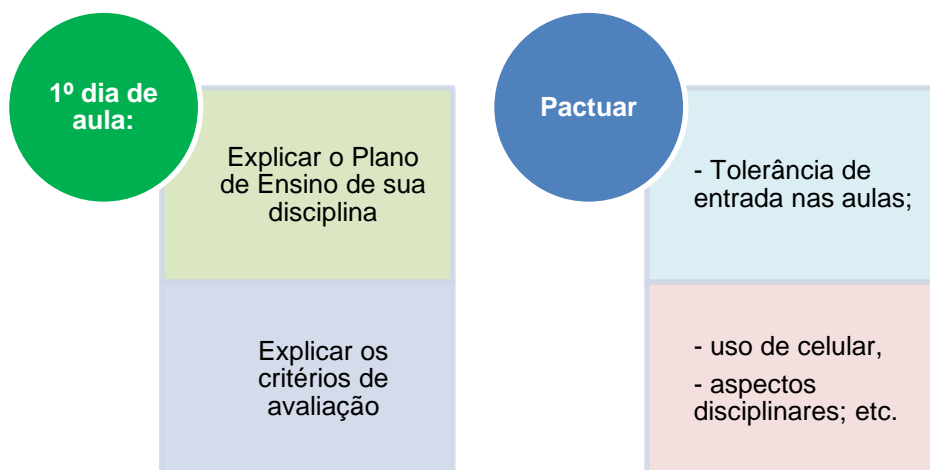 1º dia de
aula:
Explicar o Plano
de Ensino de sua
disciplina
Explicar os
critérios de
avaliação
Pactuar
- Tolerância de
entrada nas aulas;
- uso de celular,
- aspectos
disciplinares; etc.